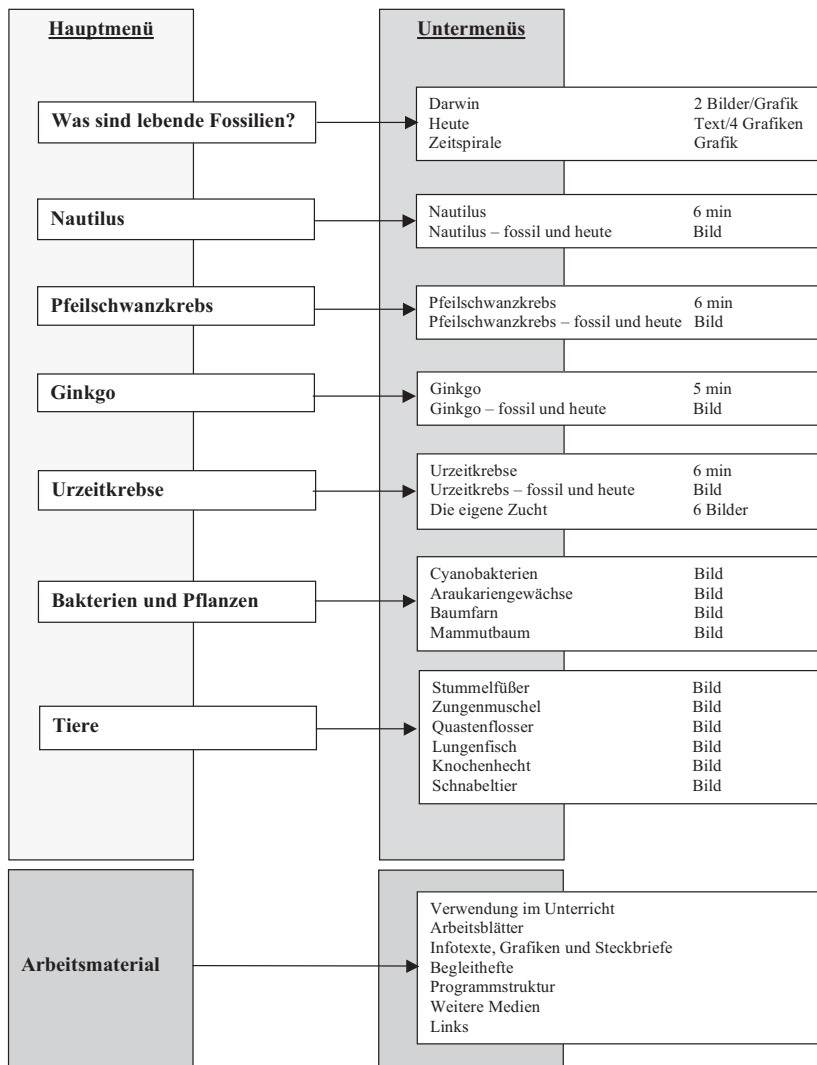 Hauptmenü
Untermenüs
Was sind lebende Fossilien?
Darwin 2 Bilder/Grafik
Heute Text/4 Grafiken
Zeitspirale Grafik
Nautilus
Nautilus 6 min
Nautilus – fossil und heute Bild
Pfeilschwanzkrebs
Pfeilschwanzkrebs 6 min
Pfeilschwanzkrebs – fossil und heute Bild
Ginkgo
Ginkgo 5 min
Ginkgo – fossil und heute Bild
Urzeitkrebse
Urzeitkrebse 6 min
Urzeitkrebs – fossil und heute Bild
Die eigene Zucht 6 Bilder
Bakterien und Pflanzen
Cyanobakterien Bild
Araukariengewächse Bild
Baumfarn Bild
Mammutbaum Bild
Tiere
Stummelfüßer Bild
Zungenmuschel Bild
Quastenflosser Bild
Lungenfisch Bild
Knochenhecht Bild
Schnabeltier Bild
Arbeitsmaterial
Verwendung im Unterricht
Arbeitsblätter
Infotexte, Grafiken und Steckbriefe
Begleithefte
Programmstruktur
Weitere Medien
Links